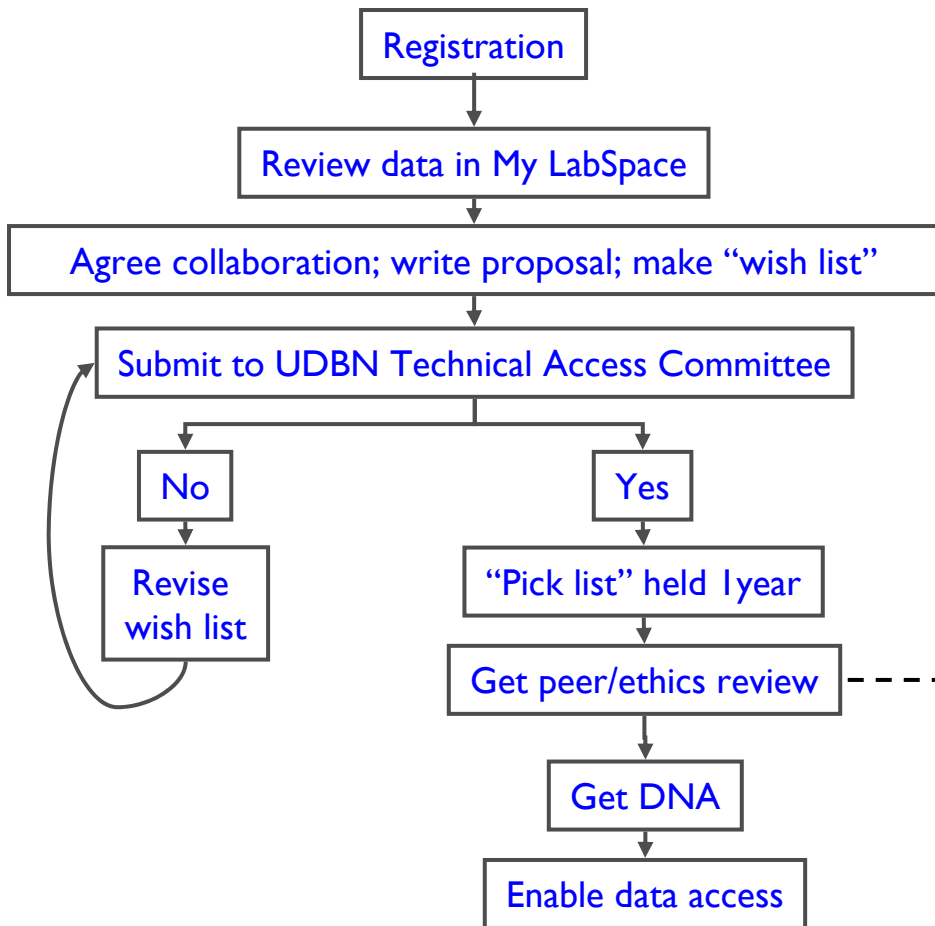 Registration
Review data in My LabSpace
Agree collaboration; write proposal; make “wish list”
Submit to UDBN Technical Access Committee
No
Yes
Revise
wish list
“Pick list” held 1year
Get peer/ethics review
Get DNA
Enable data access